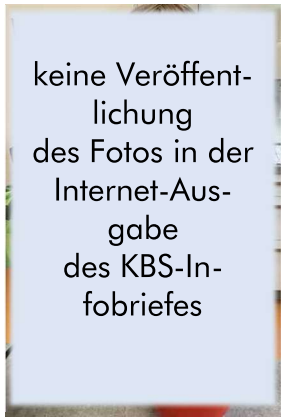 keine Veröffent-
lichung
des Fotos in der
Internet-Aus-
gabe
des KBS-In-
fobriefes